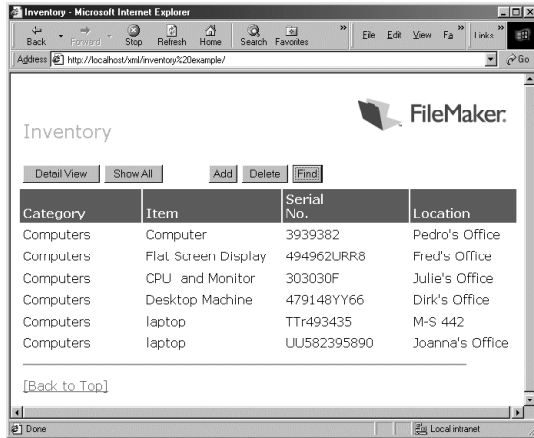 Inventory - Microsoft Internet Explorer
Back Forward Stop Refresh Home Search Favorites » File Edit View Fa » Links »
Address http://localhost/xml/inventory%20example/ Go
FileMaker.
Inventory
Detail View Show All Add Delete Find
Serial
Category Item No. Location
Computers Computer 3939382 Pedro's Office
Computers Flat Screen Display 494962URR8 Fred's Office
Computers CPU and Monitor 303030F Julie's Office
Computers Desktop Machine 479148YY66 Dirk's Office
Computers laptop TTr493435 M-S 442
Computers laptop UU582395890 Joanna's Office
[Back to Top]
Done Local intranet